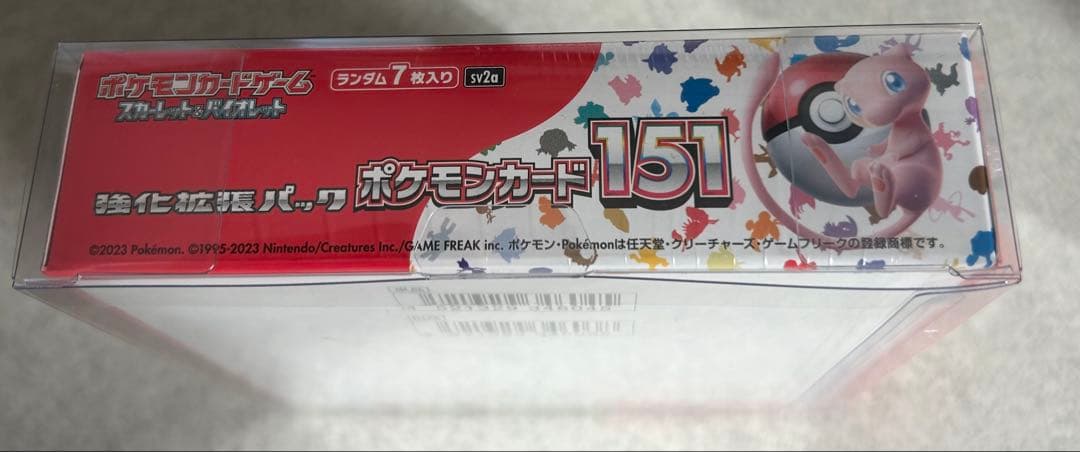 ポケモンカードゲーム
スカーレット&バイオレット
ランダム7枚入り sv2a
強化拡張パック ポケモンカード151
©2023 Pokémon. ©1995-2023 Nintendo/Creatures Inc./GAME FREAK inc. ポケモン・Pokémonは任天堂・クリーチャーズ・ゲームフリークの登録商標です。